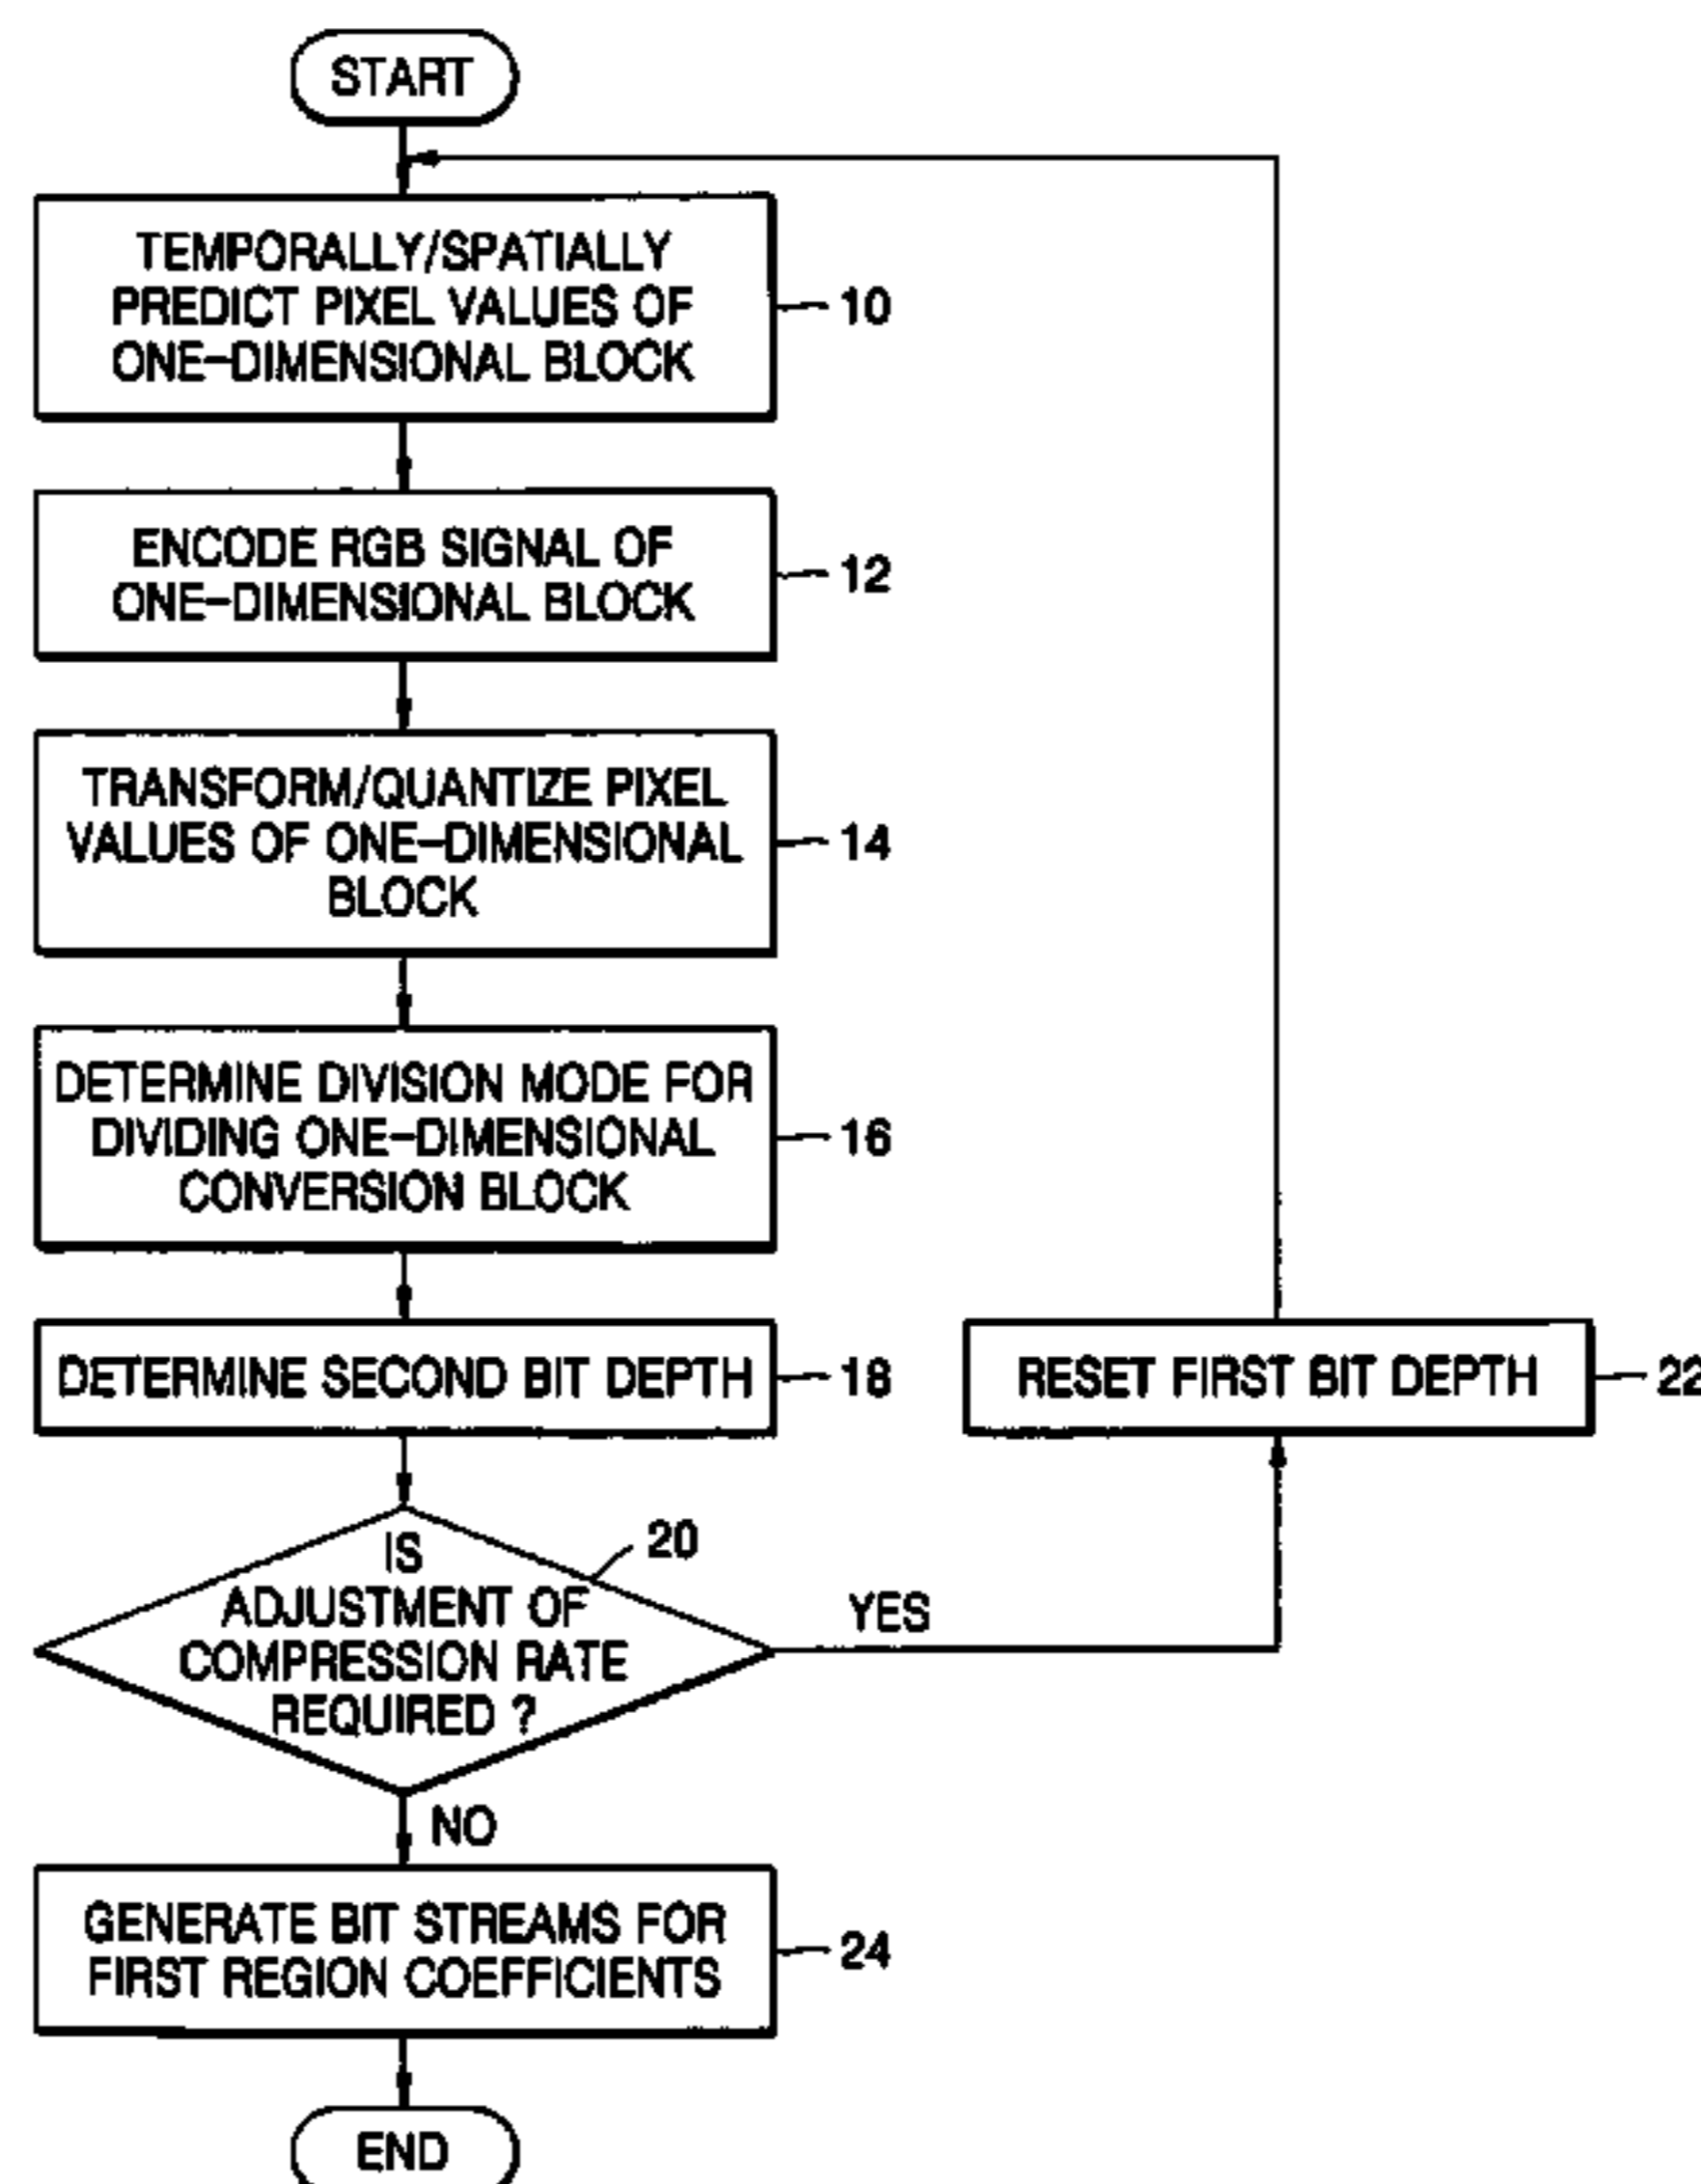 START
TEMPORALLY/SPATIALLY
PREDICT PIXEL VALUES OF
ONE-DIMENSIONAL BLOCK
10
ENCODE RGB SIGNAL OF
ONE-DIMENSIONAL BLOCK
12
TRANSFORM/QUANTIZE PIXEL
VALUES OF ONE-DIMENSIONAL
BLOCK
14
DETERMINE DIVISION MODE FOR
DIVIDING ONE-DIMENSIONAL
CONVERSION BLOCK
16
DETERMINE SECOND BIT DEPTH
18
RESET FIRST BIT DEPTH
22
IS
ADJUSTMENT OF
COMPRESSION RATE
REQUIRED ?
20
YES
NO
GENERATE BIT STREAMS FOR
FIRST REGION COEFFICIENTS
24
END